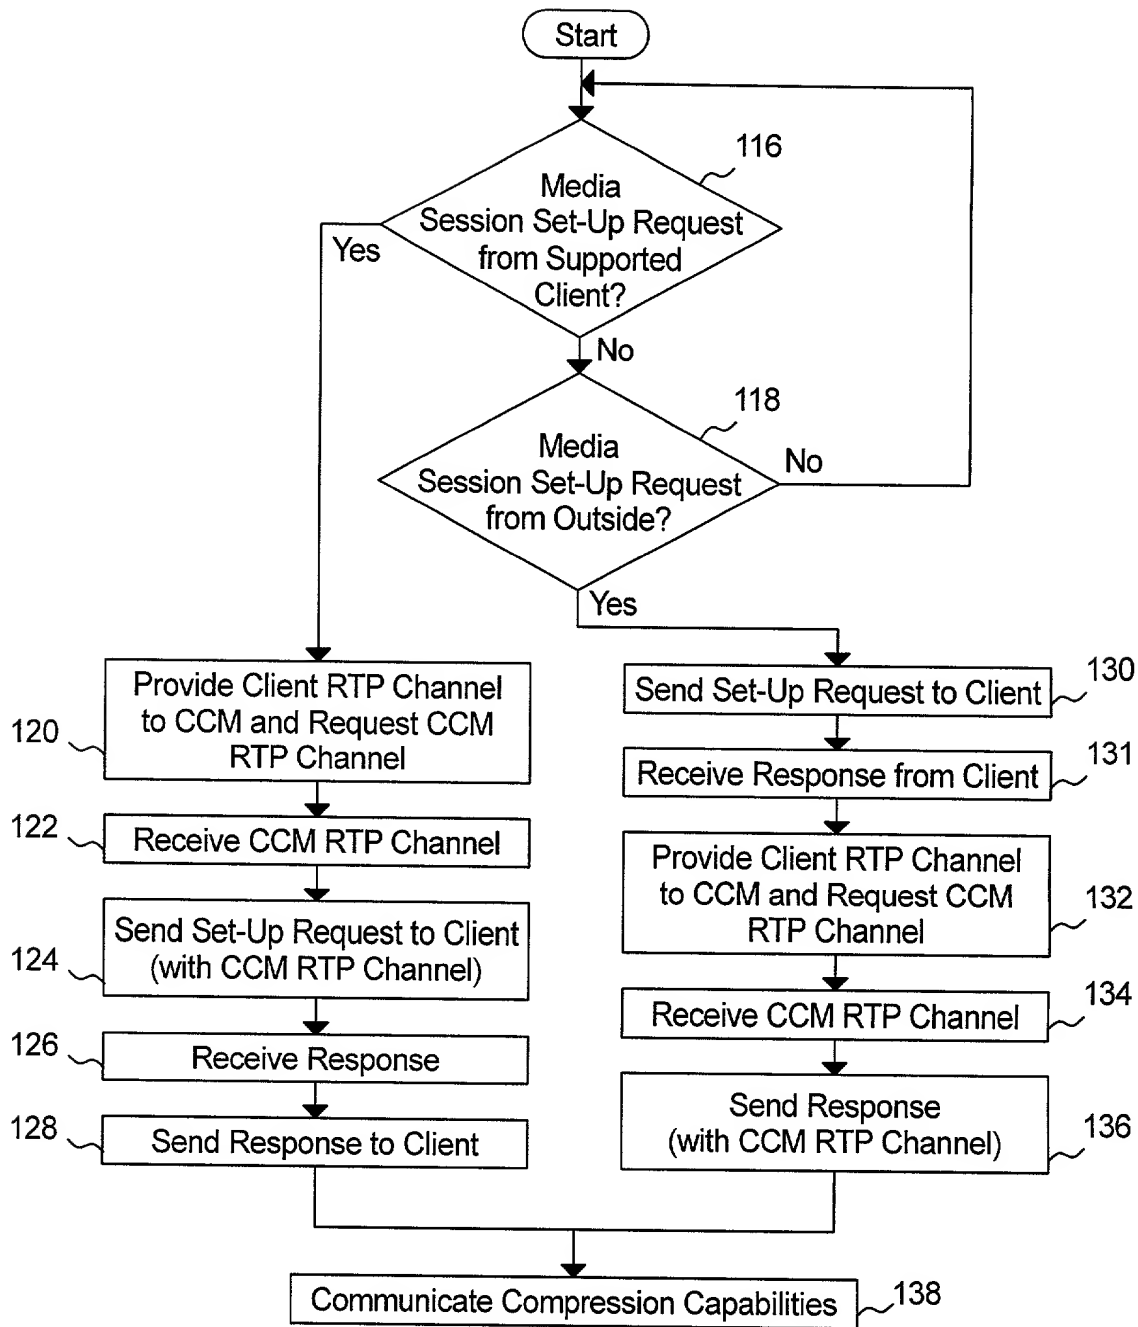 Start
116
Media
Session Set-Up Request
from Supported
Client?
Yes
No
118
Media
Session Set-Up Request
from Outside?
No
Yes
120
Provide Client RTP Channel
to CCM and Request CCM
RTP Channel
122
Receive CCM RTP Channel
124
Send Set-Up Request to Client
(with CCM RTP Channel)
126
Receive Response
128
Send Response to Client
130
Send Set-Up Request to Client
131
Receive Response from Client
132
Provide Client RTP Channel
to CCM and Request CCM
RTP Channel
134
Receive CCM RTP Channel
136
Send Response
(with CCM RTP Channel)
Communicate Compression Capabilities
138